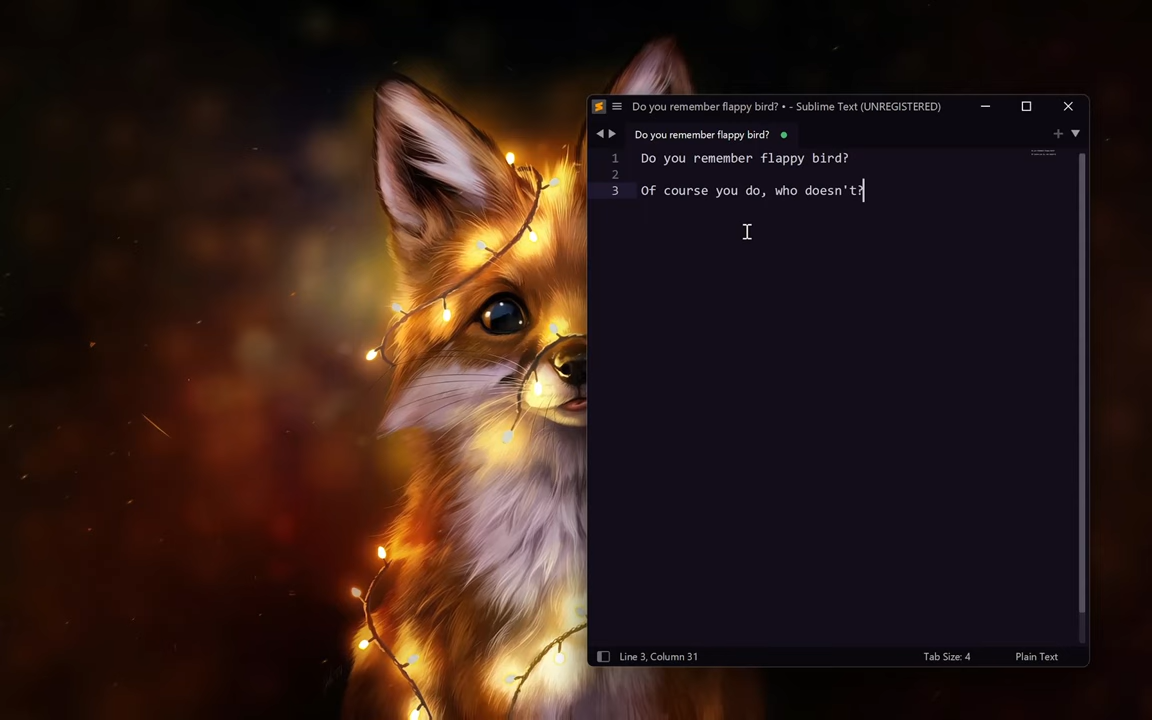 Do you remember flappy bird? • - Sublime Text (UNREGISTERED)
Do you remember flappy bird?
1 Do you remember flappy bird?
2
3 Of course you do, who doesn't?
Line 3, Column 31
Tab Size: 4
Plain Text